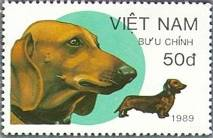 VIỆT NAM
BƯU CHÍNH
50đ
1989